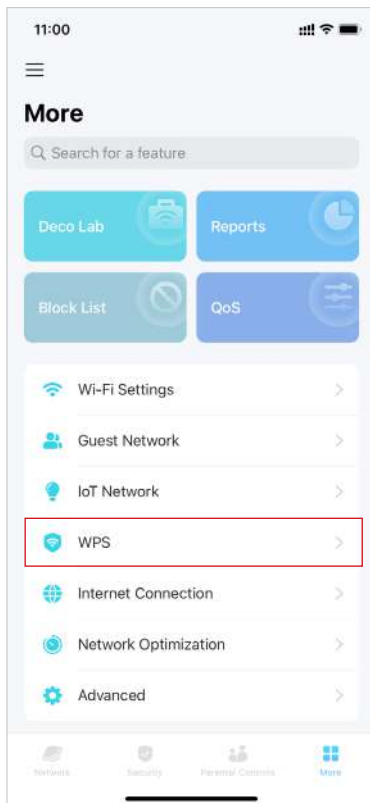 11:00
More
Search for a feature
Deco Lab
Reports
Block List
QoS
Wi-Fi Settings
Guest Network
IoT Network
WPS
Internet Connection
Network Optimization
Advanced
Network Security Parental Controls More